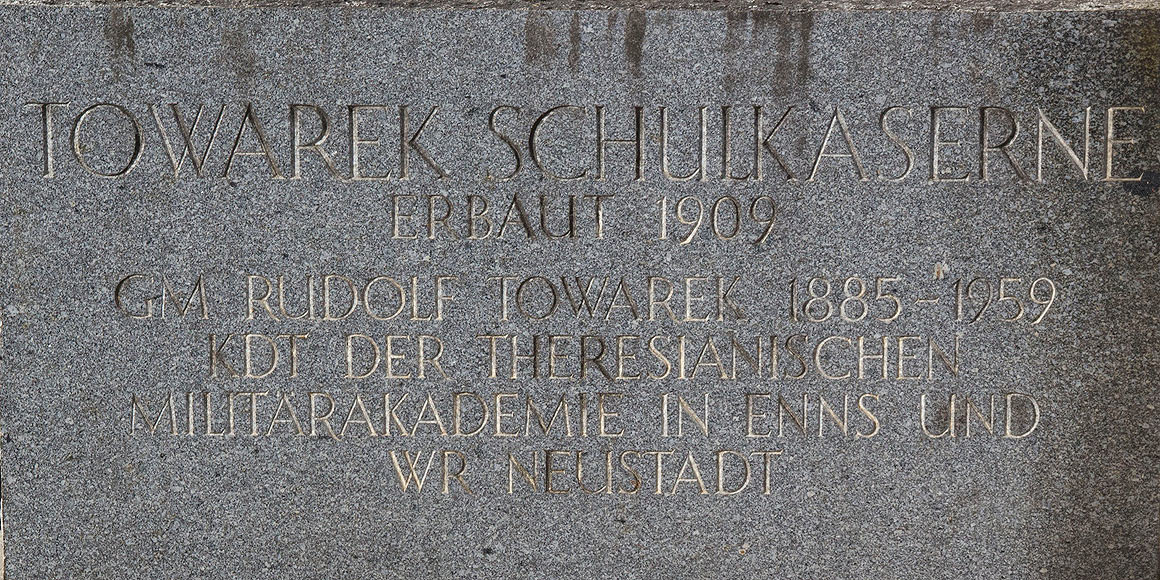 TOWAREK SCHULKASERNE
ERBAUT 1909
GM RUDOLF TOWAREK 1885-1959
KDT DER THERESIANISCHEN
MILITÄRAKADEMIE IN ENNS UND
WR NEUSTADT